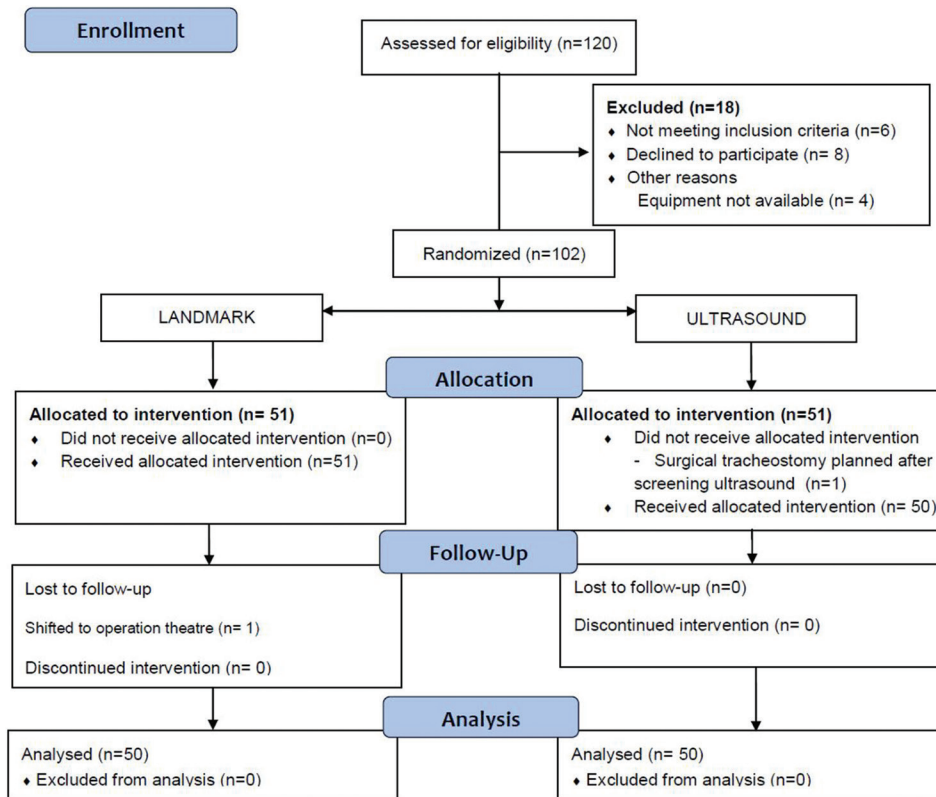 Enrollment
Assessed for eligibility (n=120)
Excluded (n=18)
♦ Not meeting inclusion criteria (n=6)
♦ Declined to participate (n= 8)
♦ Other reasons
Equipment not available (n= 4)
Randomized (n=102)
LANDMARK
ULTRASOUND
Allocation
Allocated to intervention (n= 51)
♦ Did not receive allocated intervention (n=0)
♦ Received allocated intervention (n=51)
Allocated to intervention (n=51)
♦ Did not receive allocated intervention
- Surgical tracheostomy planned after
screening ultrasound (n=1)
♦ Received allocated intervention (n= 50)
Follow-Up
Lost to follow-up
Shifted to operation theatre (n= 1)
Discontinued intervention (n= 0)
Lost to follow-up (n=0)
Discontinued intervention (n= 0)
Analysis
Analysed (n=50)
♦ Excluded from analysis (n=0)
Analysed (n= 50)
♦ Excluded from analysis (n=0)